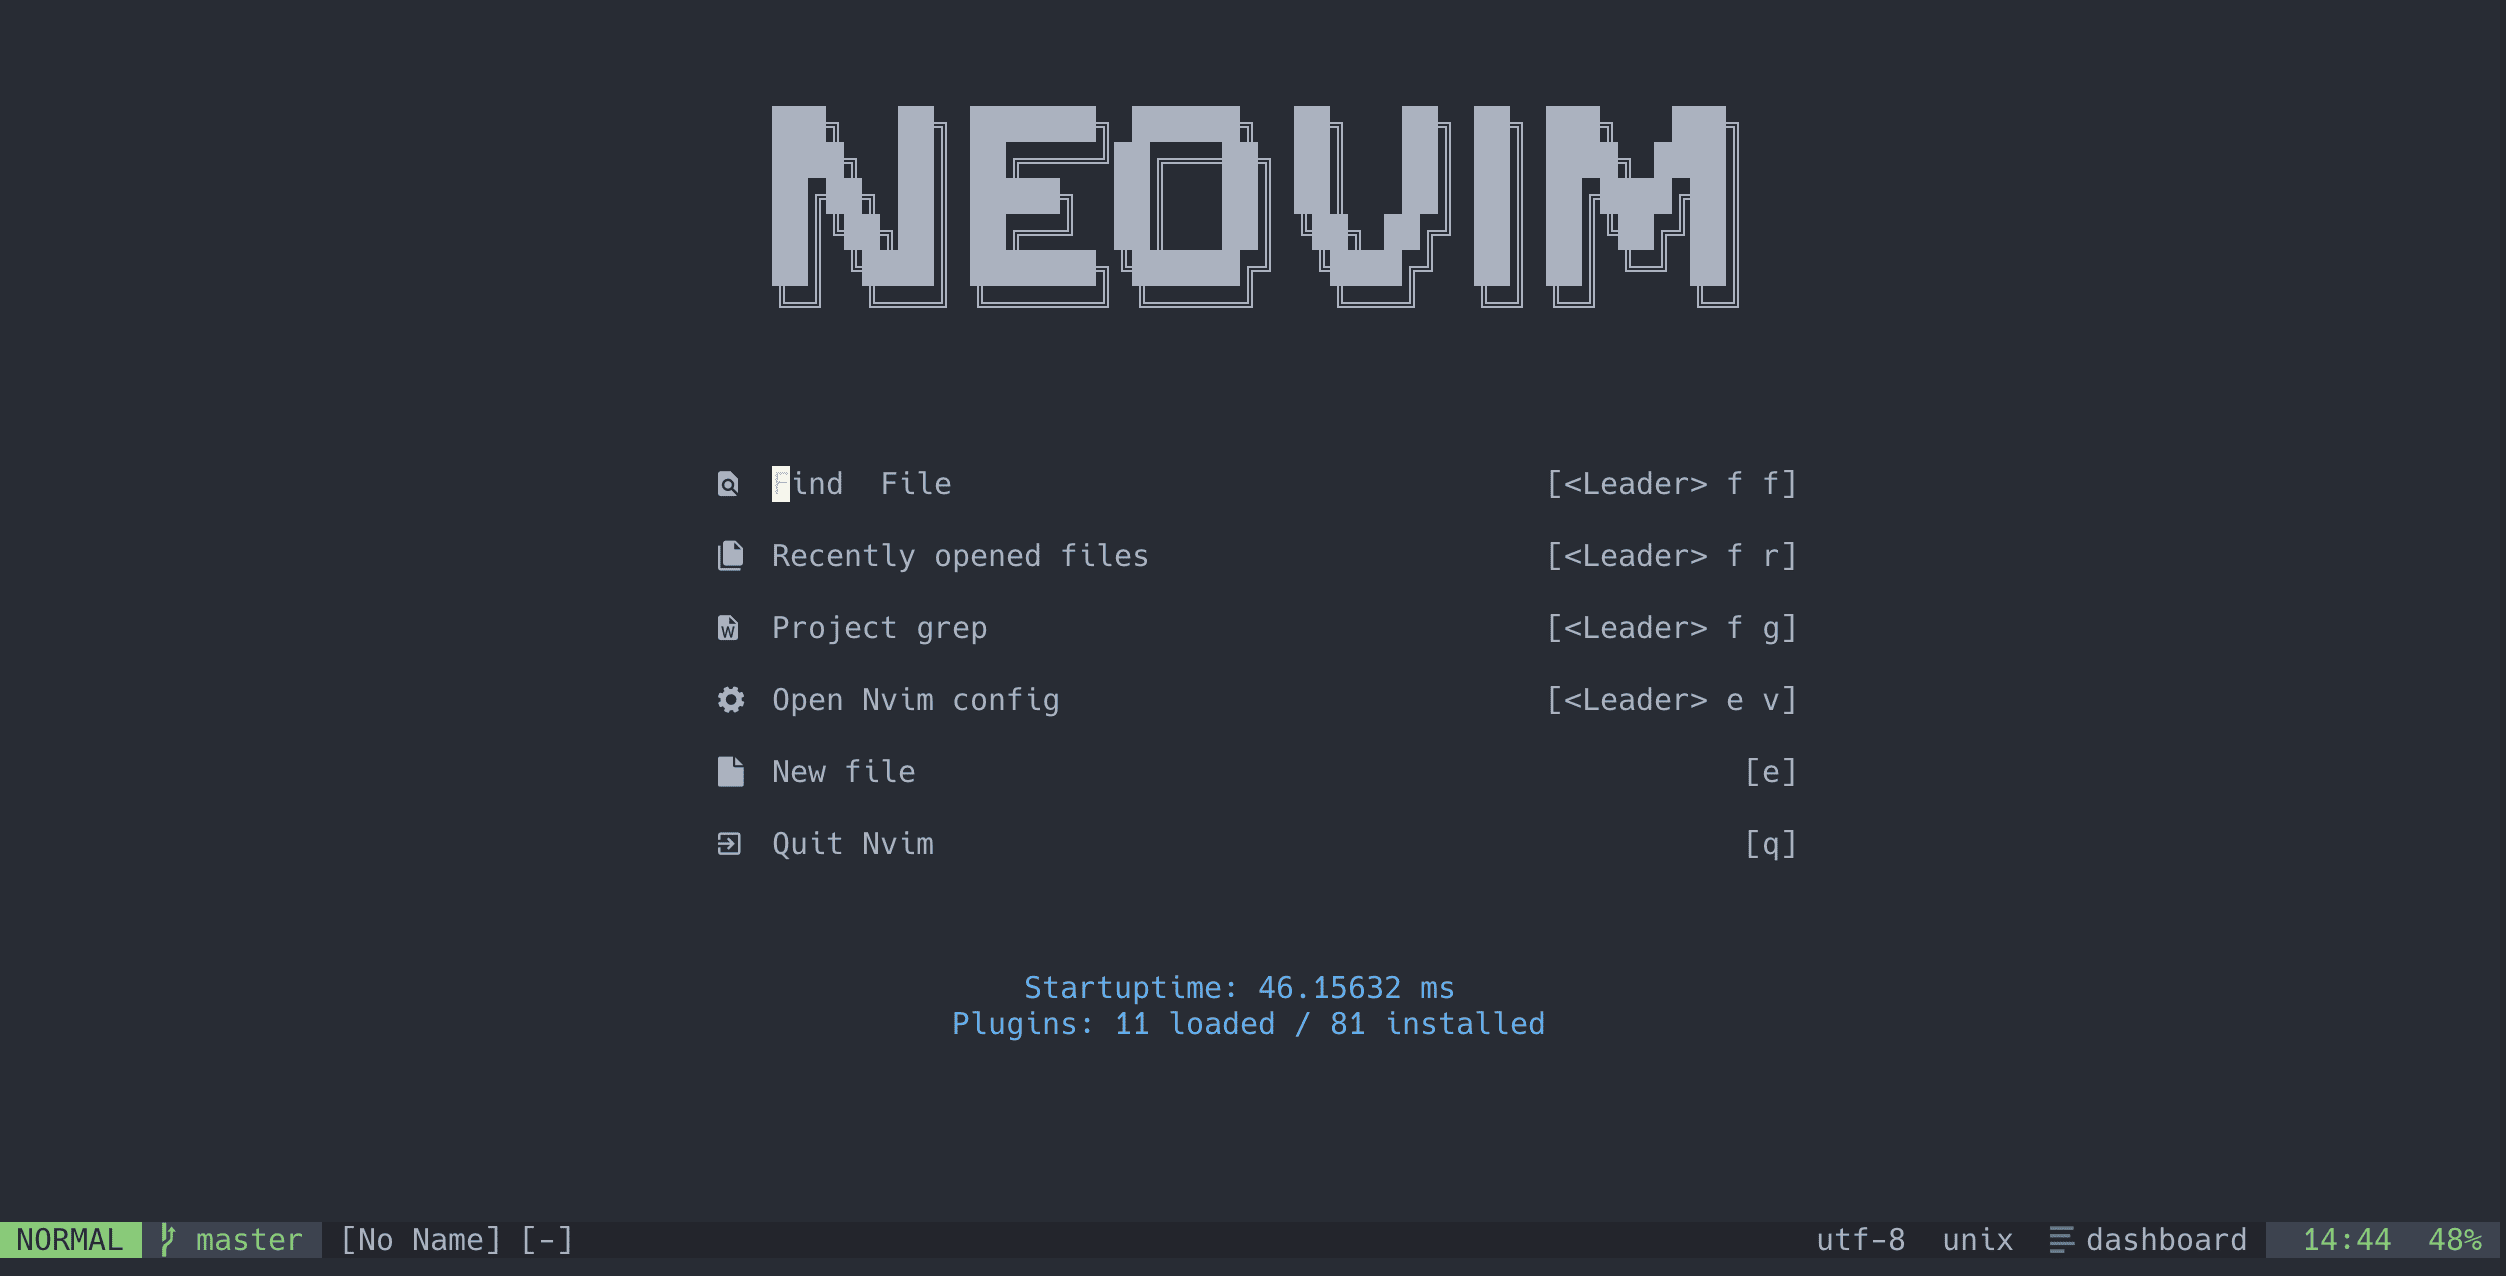 NEOVIM
Find  File [<Leader> f f]
Recently opened files [<Leader> f r]
Project grep [<Leader> f g]
Open Nvim config [<Leader> e v]
New file [e]
Quit Nvim [q]
Startuptime: 46.15632 ms
Plugins: 11 loaded / 81 installed
NORMAL master [No Name] [-] utf-8 unix dashboard 14:44 48%